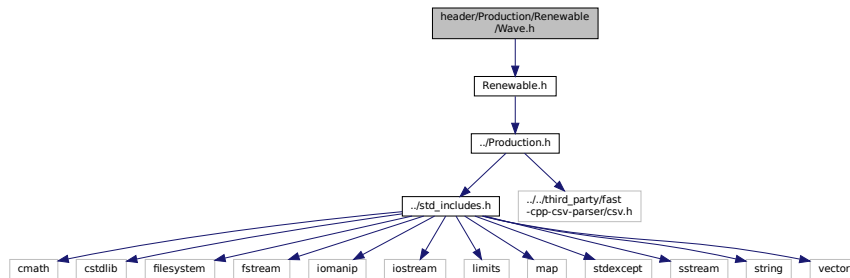 header/Production/Renewable
/Wave.h
Renewable.h
../Production.h
../std_includes.h
../../third_party/fast
-cpp-csv-parser/csv.h
cmath
cstdlib
filesystem
fstream
iomanip
iostream
limits
map
stdexcept
sstream
string
vector